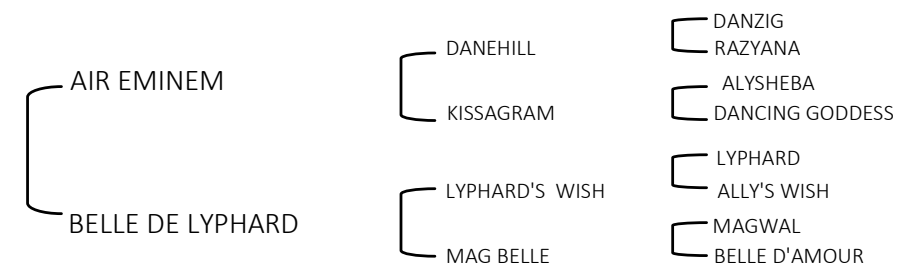 DANZIG
DANEHILL
RAZYANA
AIR EMINEM
ALYSHEBA
KISSAGRAM
DANCING GODDESS
LYPHARD
LYPHARD'S WISH
ALLY'S WISH
BELLE DE LYPHARD
MAGWAL
MAG BELLE
BELLE D'AMOUR